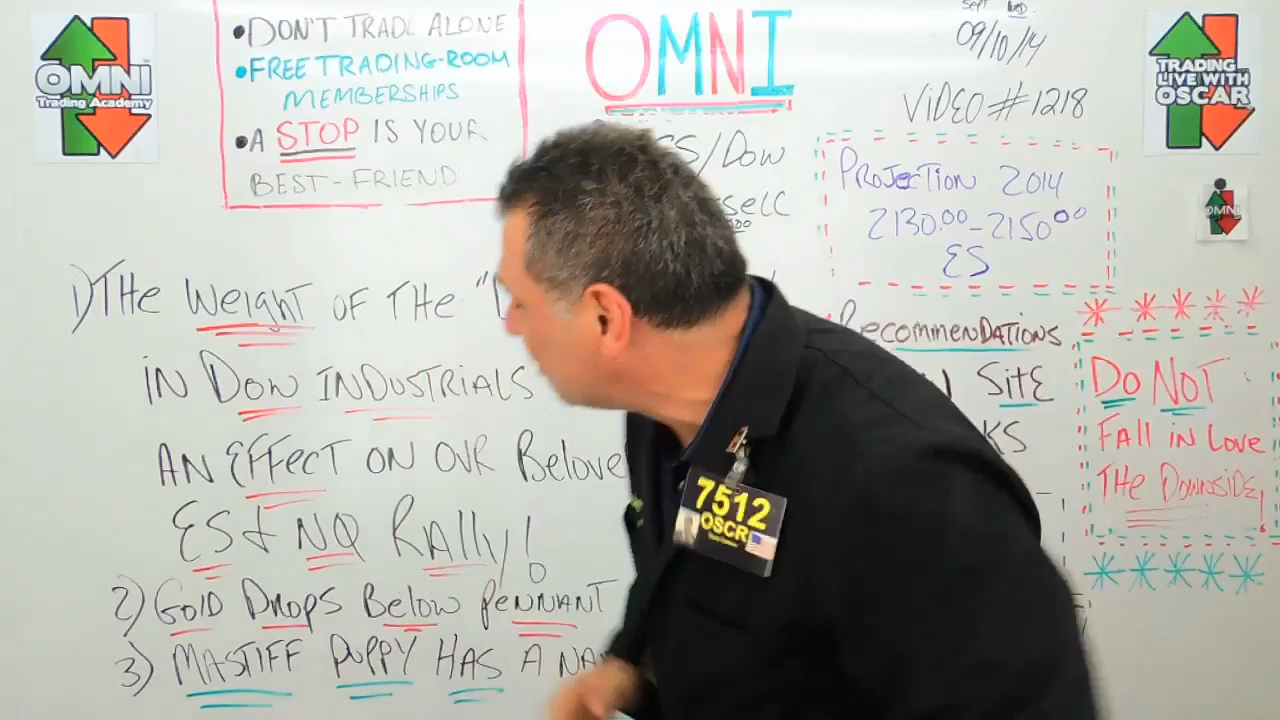 OMNI
Trading Academy
• DON'T TRADE ALONE
• FREE TRADING-ROOM
MEMBERSHIPS
• A STOP IS YOUR
BEST-FRIEND
OMNI
/DOW
09/10/14
VIDEO #1218
TRADING
LIVE WITH
OSCAR
PROJECTION 2014
2130.00-2150.00
ES
OMNI
1) THE WEIGHT OF THE
IN DOW INDUSTRIALS
AN EFFECT ON OUR
ES & NQ RALLY!
2) GOLD DROPS BELOW PENNANT
3) MASTIFF PUPPY HAS A
RECOMMENDATIONS
SITE
DO NOT
FALL IN LOVE
THE DOWNSIDE!
7512
OSCR